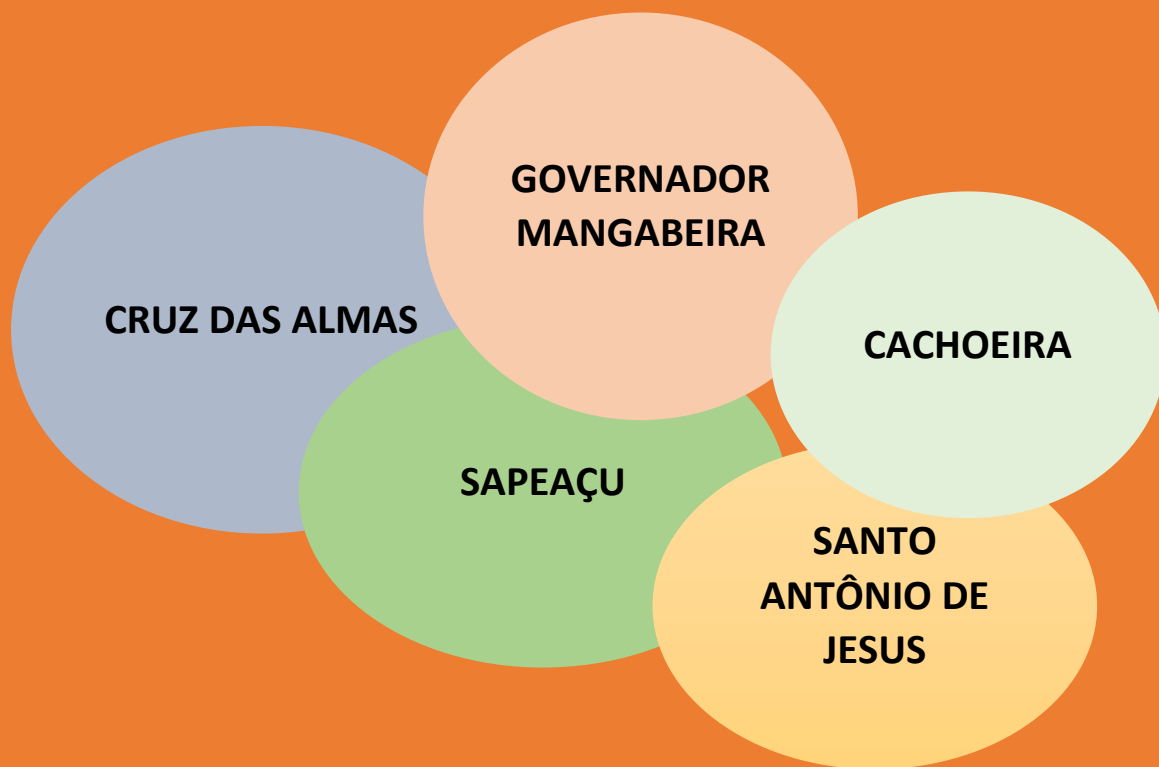 GOVERNADOR
MANGABEIRA
CRUZ DAS ALMAS
CACHOEIRA
SAPEAÇU
SANTO
ANTÔNIO DE
JESUS